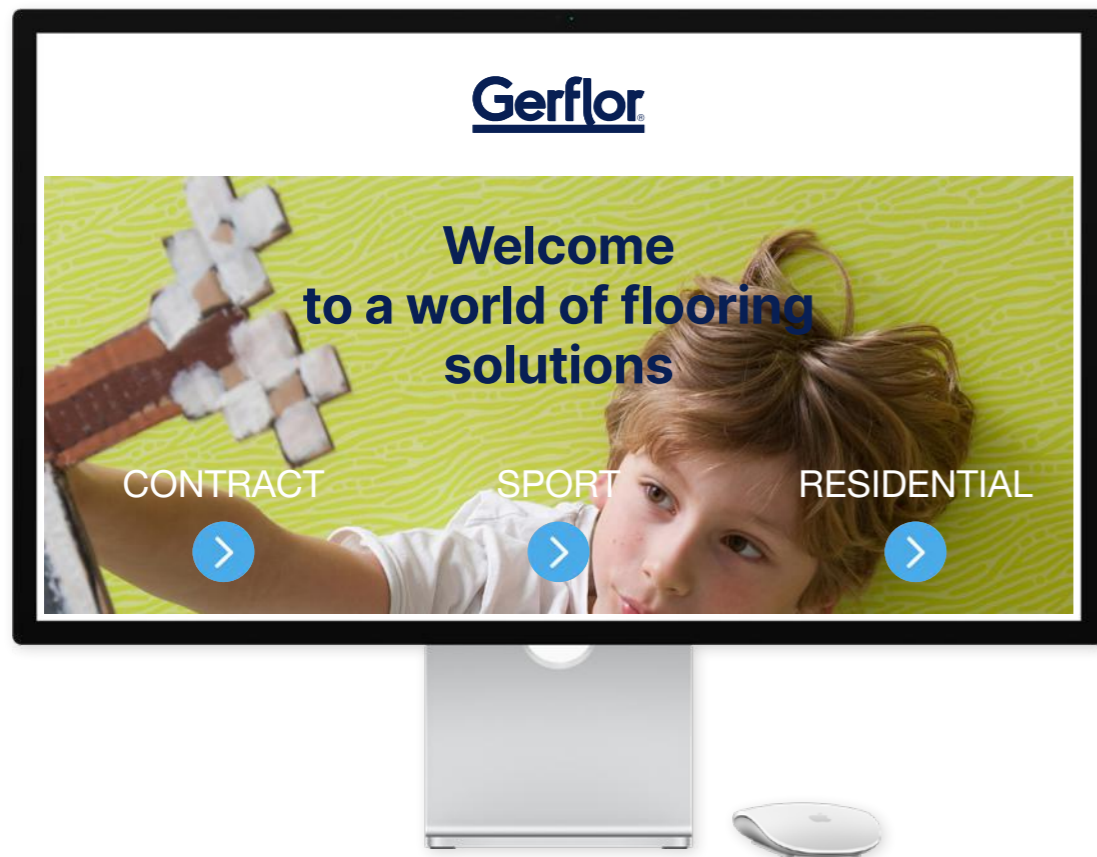 Gerflor®
Welcome
to a world of flooring
solutions
CONTRACT
SPORT
RESIDENTIAL